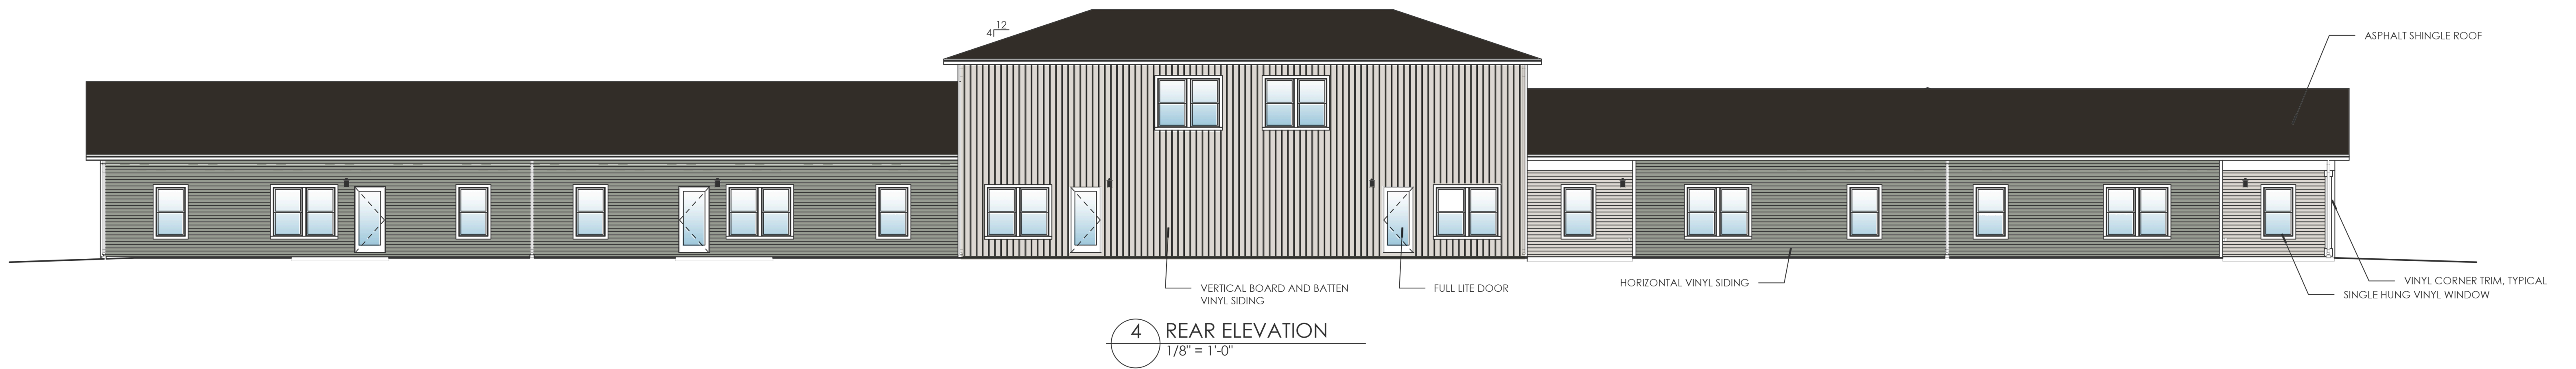 12
4
ASPHALT SHINGLE ROOF
VERTICAL BOARD AND BATTEN
VINYL SIDING
FULL LITE DOOR
HORIZONTAL VINYL SIDING
VINYL CORNER TRIM, TYPICAL
SINGLE HUNG VINYL WINDOW
4 REAR ELEVATION
1/8" = 1'-0"